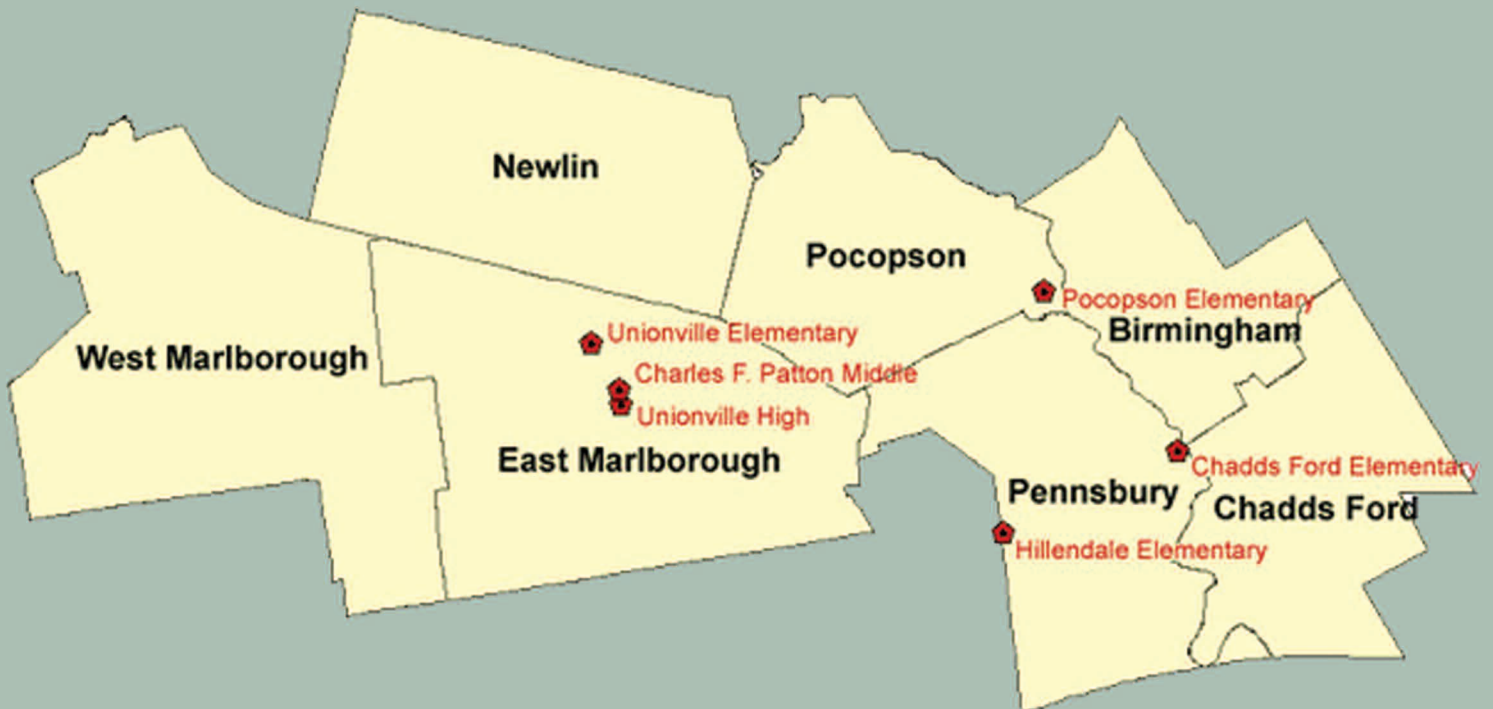 Newlin
Pocopson
Pocopson Elementary
Birmingham
Unionville Elementary
West Marlborough
Charles F. Patton Middle
Unionville High
East Marlborough
Chadds Ford Elementary
Pennsbury
Chadds Ford
Hillendale Elementary